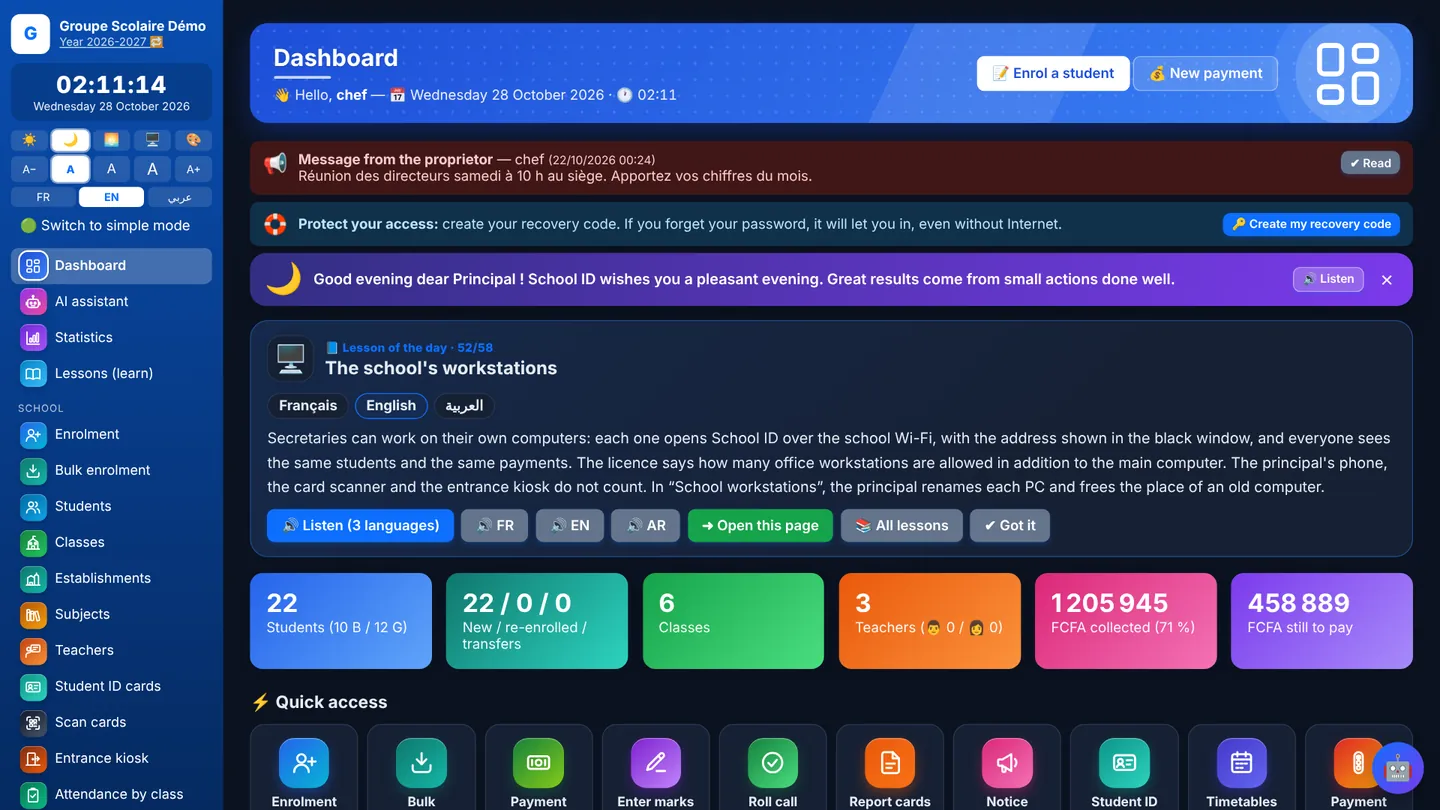 G
Groupe Scolaire Démo
Year 2026-2027
02:11:14
Wednesday 28 October 2026
A−
A
A
A
A+
FR
EN
عربي
Switch to simple mode
Dashboard
AI assistant
Statistics
Lessons (learn)
SCHOOL
Enrolment
Bulk enrolment
Students
Classes
Establishments
Subjects
Teachers
Student ID cards
Scan cards
Entrance kiosk
Attendance by class
Dashboard
👋 Hello, chef — 📅 Wednesday 28 October 2026 · 🕐 02:11
📝 Enrol a student
💰 New payment
Message from the proprietor — chef (22/10/2026 00:24)
Réunion des directeurs samedi à 10 h au siège. Apportez vos chiffres du mois.
✔ Read
Protect your access: create your recovery code. If you forget your password, it will let you in, even without Internet.
🔑 Create my recovery code
Good evening dear Principal ! School ID wishes you a pleasant evening. Great results come from small actions done well.
🔊 Listen
✕
📘 Lesson of the day · 52/58
The school's workstations
Français
English
العربية
Secretaries can work on their own computers: each one opens School ID over the school Wi-Fi, with the address shown in the black window, and everyone sees
the same students and the same payments. The licence says how many office workstations are allowed in addition to the main computer. The principal's phone,
the card scanner and the entrance kiosk do not count. In “School workstations”, the principal renames each PC and frees the place of an old computer.
🔊 Listen (3 languages)
🔊 FR
🔊 EN
🔊 AR
➜ Open this page
📚 All lessons
✔ Got it
22
Students (10 B / 12 G)
22 / 0 / 0
New / re-enrolled /
transfers
6
Classes
3
Teachers (👨 0 / 👩 0)
1 205 945
FCFA collected (71 %)
458 889
FCFA still to pay
⚡ Quick access
Enrolment
Bulk
Payment
Enter marks
Roll call
Report cards
Notice
Student ID
Timetables
Payment